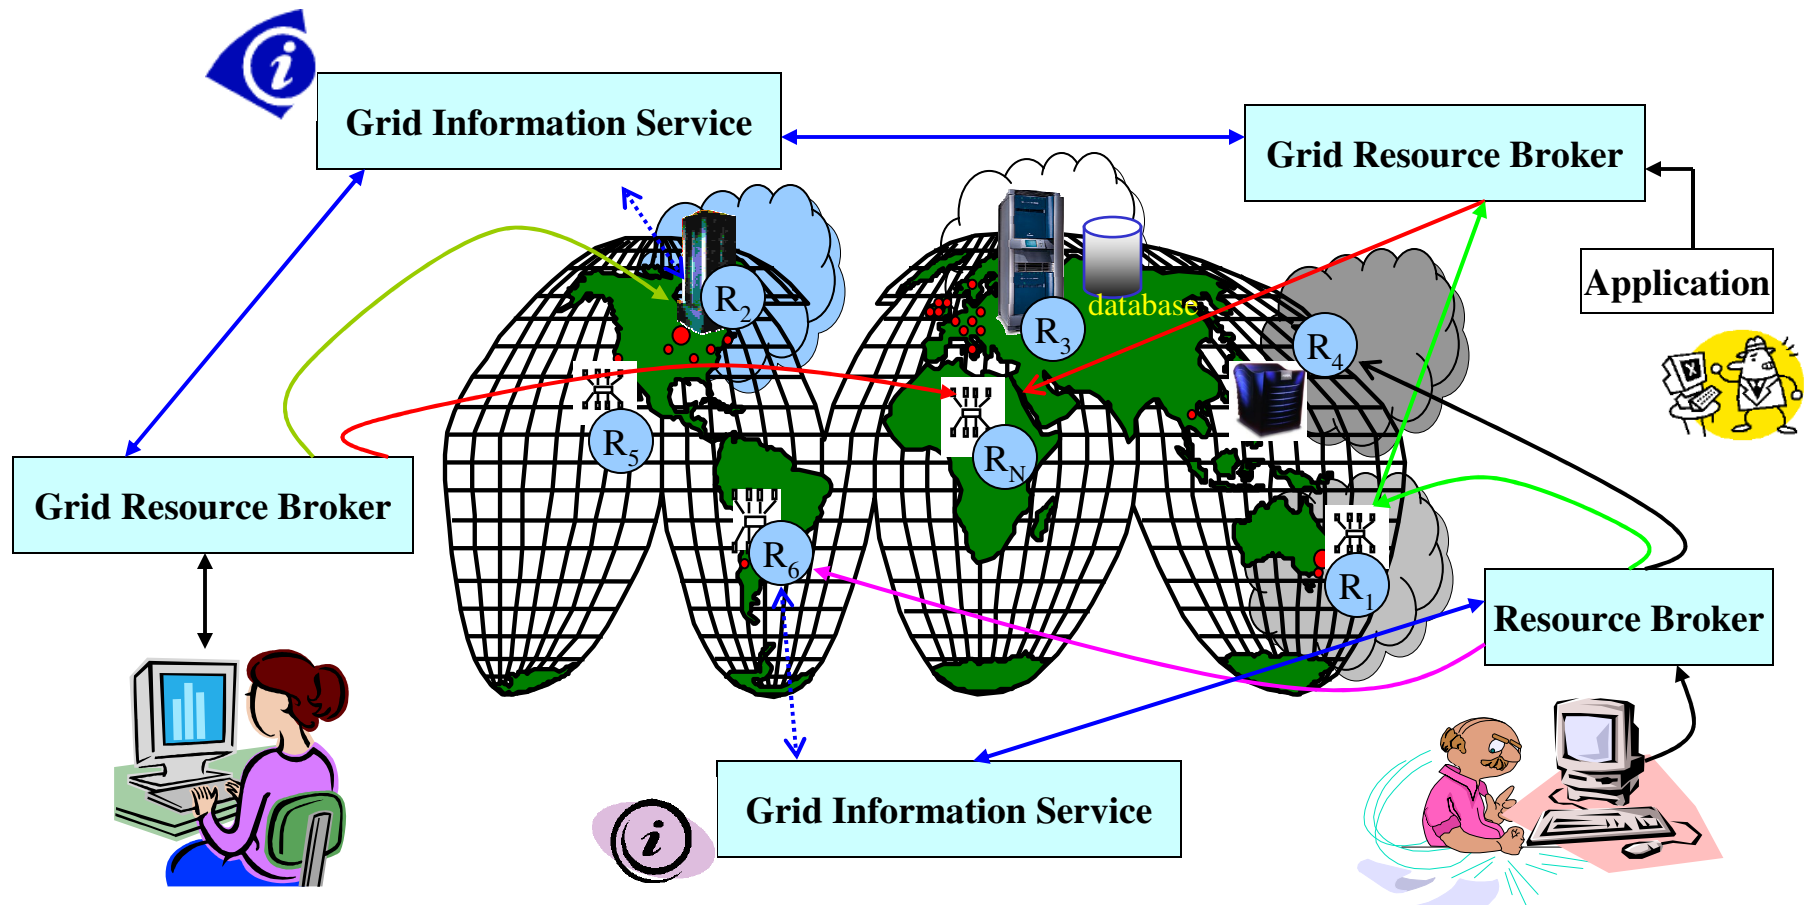 i
Grid Information Service
Grid Resource Broker
Application
R2
database
R3
R4
X
R5
RN
Grid Resource Broker
R6
R1
Resource Broker
Grid Information Service
i